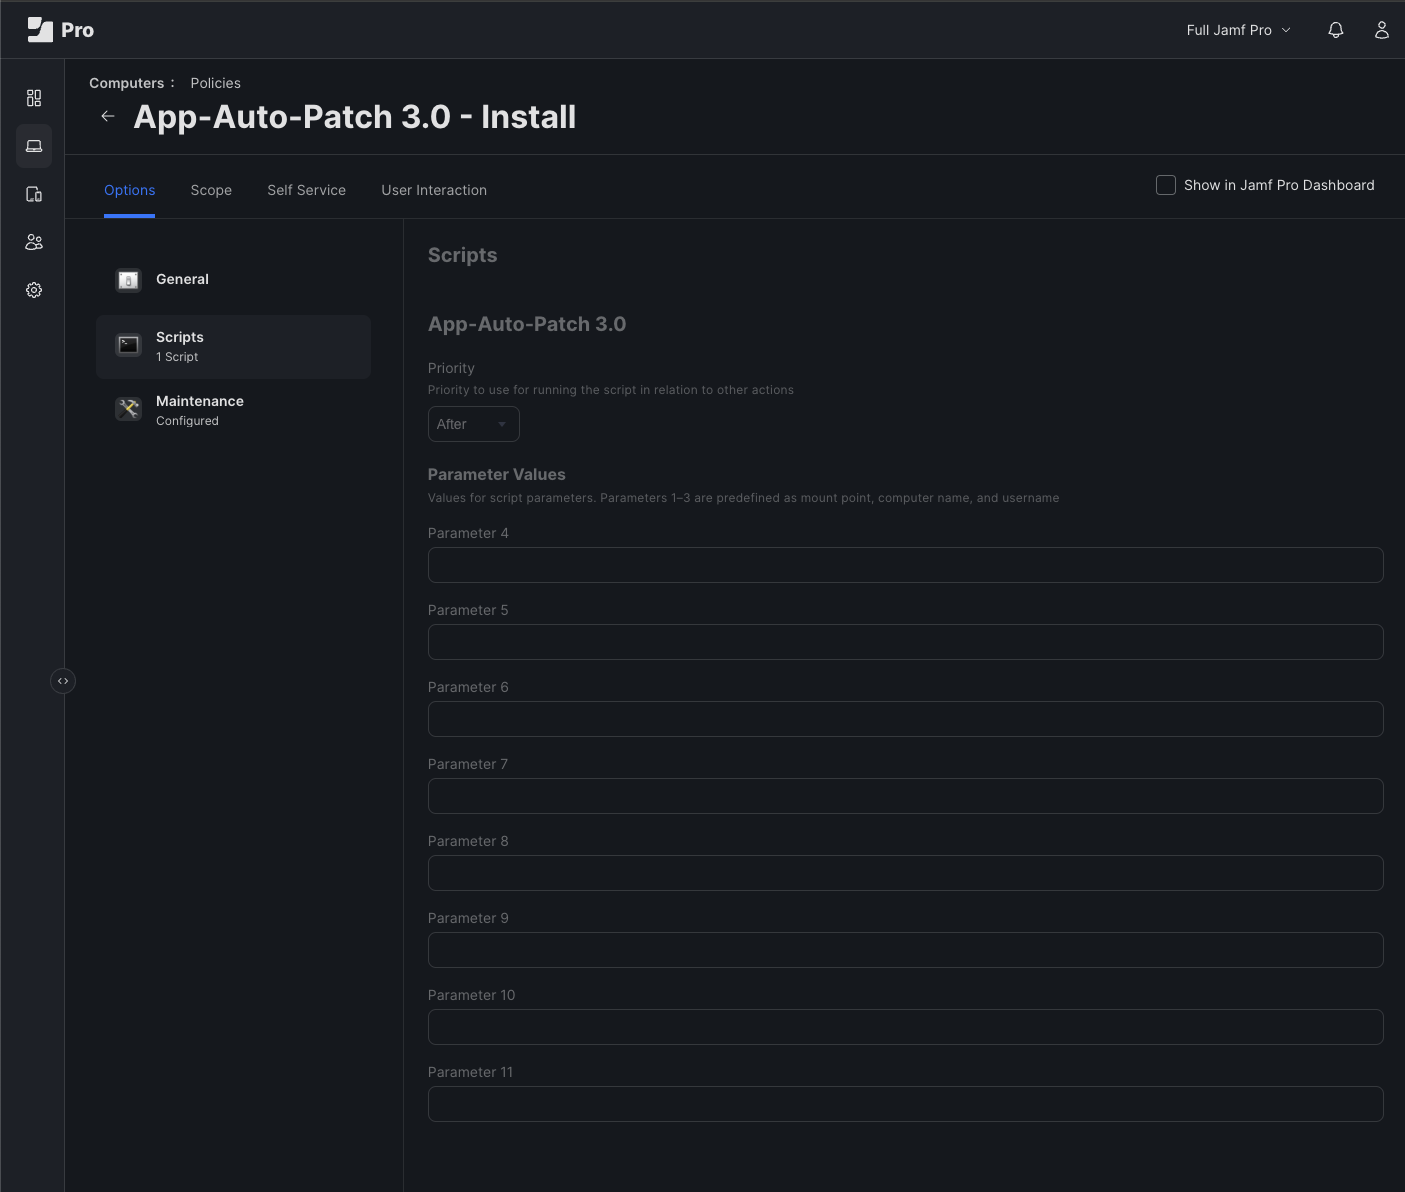 Pro
Full Jamf Pro
Computers : Policies
App-Auto-Patch 3.0 - Install
Options Scope Self Service User Interaction
Show in Jamf Pro Dashboard
General
Scripts
1 Script
Maintenance
Configured
Scripts
App-Auto-Patch 3.0
Priority
Priority to use for running the script in relation to other actions
After
Parameter Values
Values for script parameters. Parameters 1–3 are predefined as mount point, computer name, and username
Parameter 4
Parameter 5
Parameter 6
Parameter 7
Parameter 8
Parameter 9
Parameter 10
Parameter 11